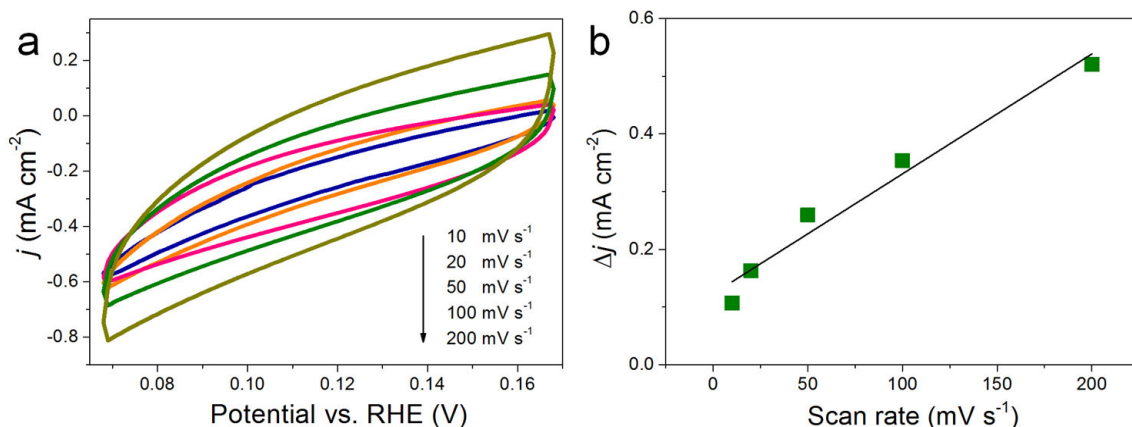 a
0.2
0.0
-0.2
-0.4
-0.6
-0.8
j (mA cm⁻²)
0.08
0.10
0.12
0.14
0.16
Potential vs. RHE (V)
10 mV s⁻¹
20 mV s⁻¹
50 mV s⁻¹
100 mV s⁻¹
200 mV s⁻¹
b
0.6
0.4
0.2
0.0
Δj (mA cm⁻²)
0
50
100
150
200
Scan rate (mV s⁻¹)